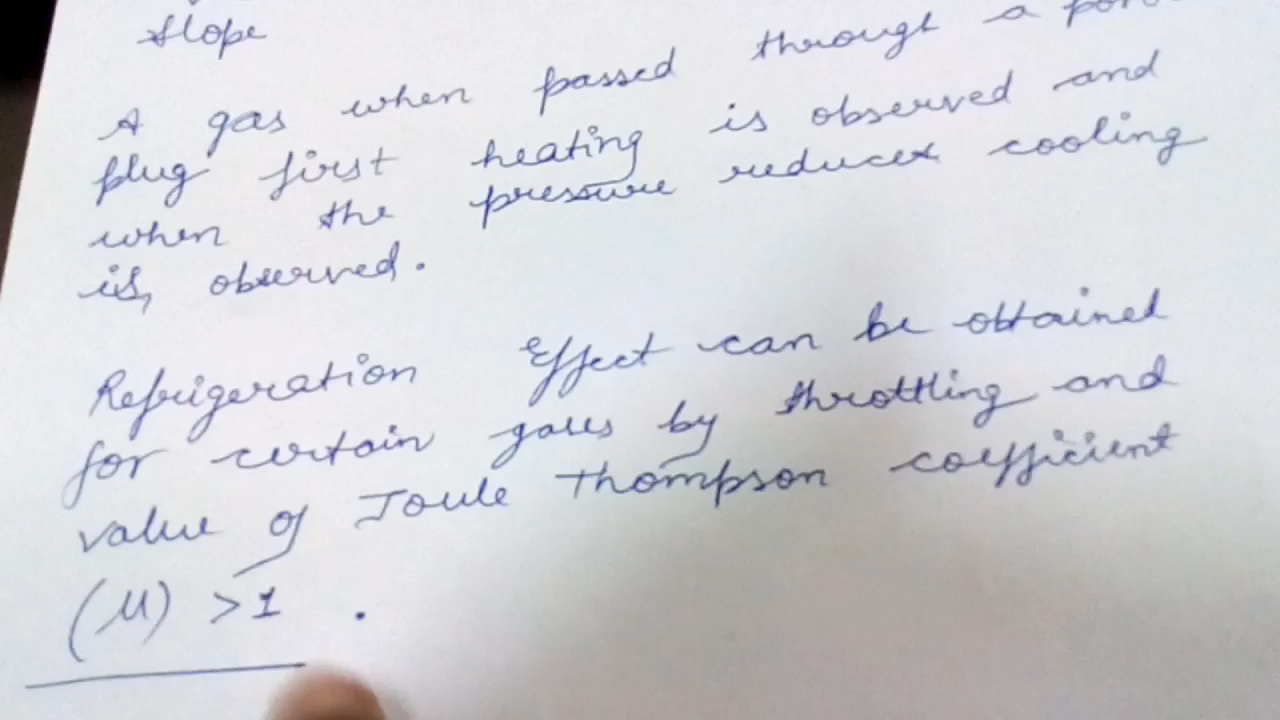 slope
A gas when passed through a
plug first heating is observed and
when the pressure reduces cooling
is, observed.
Refrigeration Effect can be obtained
for certain gases by throttling and
value of Joule Thompson coefficient
(μ) >1 .